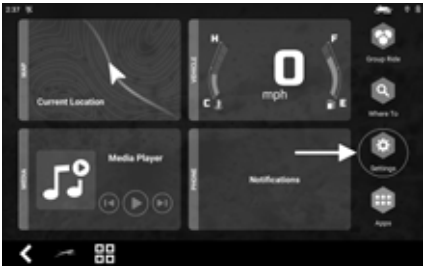 2:37
MAP
Current Location
VEHICLE
H
F
0
mph
C
E
Group Ride
Where To
MEDIA
Media Player
PHONE
Notifications
Settings
Apps